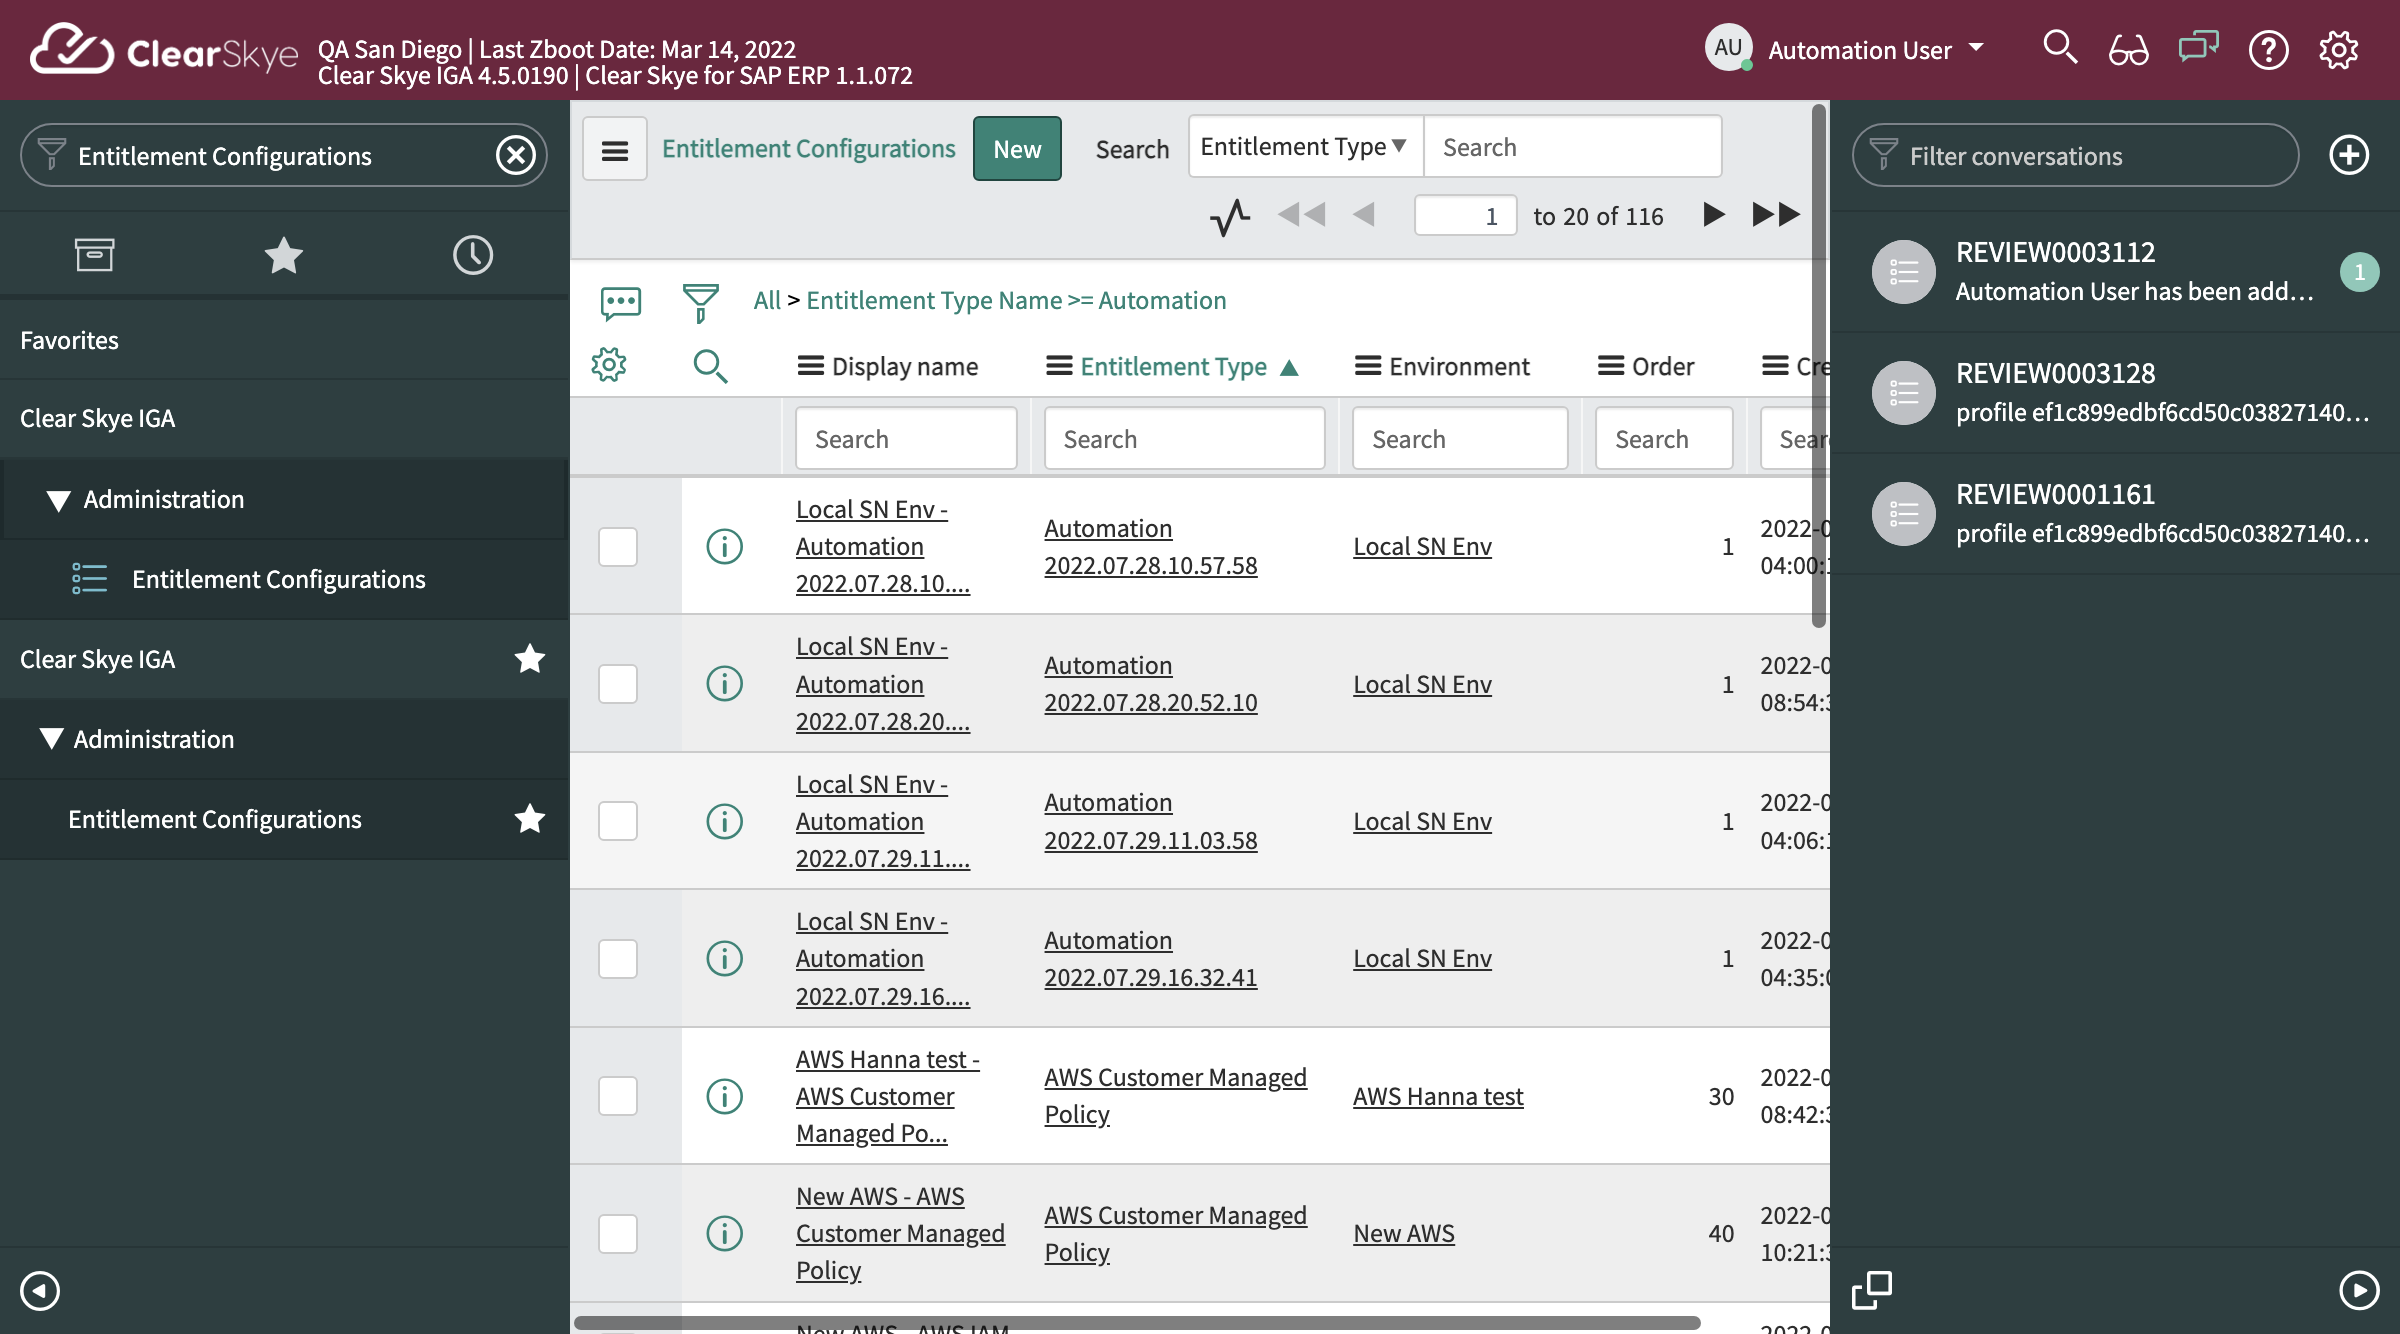 ClearSkye
QA San Diego | Last Zboot Date: Mar 14, 2022
Clear Skye IGA 4.5.0190 | Clear Skye for SAP ERP 1.1.072
AU
Automation User
Entitlement Configurations
Favorites
Clear Skye IGA
Administration
Entitlement Configurations
Clear Skye IGA
Administration
Entitlement Configurations
Entitlement Configurations
New
Search
Entitlement Type
Search
1
to 20 of 116
All > Entitlement Type Name >= Automation
Display name
Entitlement Type
Environment
Order
Cre
Search
Search
Search
Search
Sear
Local SN Env -
Automation
2022.07.28.10....
Automation
2022.07.28.10.57.58
Local SN Env
1
2022-0
04:00:
Local SN Env -
Automation
2022.07.28.20....
Automation
2022.07.28.20.52.10
Local SN Env
1
2022-0
08:54:3
Local SN Env -
Automation
2022.07.29.11....
Automation
2022.07.29.11.03.58
Local SN Env
1
2022-0
04:06:
Local SN Env -
Automation
2022.07.29.16....
Automation
2022.07.29.16.32.41
Local SN Env
1
2022-0
04:35:0
AWS Hanna test -
AWS Customer
Managed Po...
AWS Customer Managed
Policy
AWS Hanna test
30
2022-0
08:42:3
New AWS - AWS
Customer Managed
Policy
AWS Customer Managed
Policy
New AWS
40
2022-0
10:21:3
New AWS - AWS IAM
2022-0
Filter conversations
REVIEW0003112
Automation User has been add...
1
REVIEW0003128
profile ef1c899edbf6cd50c03827140...
REVIEW0001161
profile ef1c899edbf6cd50c03827140...